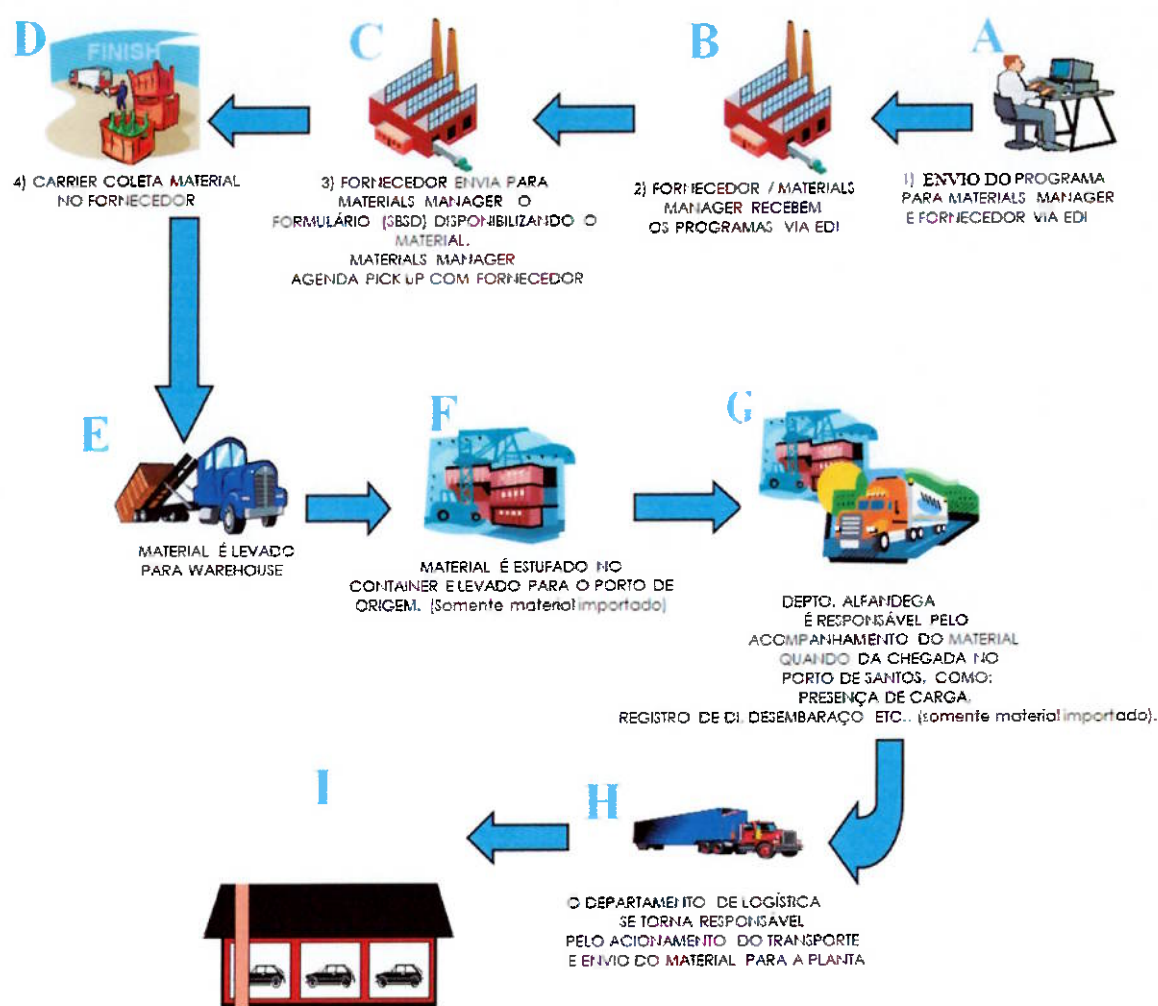 A
1) ENVIO DO PROGRAMA
PARA MATERIALS MANAGER
E FORNECEDOR VIA EDI
B
2) FORNECEDOR / MATERIALS
MANAGER RECEBEM
OS PROGRAMAS VIA EDI
C
3) FORNECEDOR ENVIA PARA
MATERIALS MANAGER O
FORMULÁRIO (SBSD) DISPONIBILIZANDO O
MATERIAL.
MATERIALS MANAGER
AGENDA PICK UP COM FORNECEDOR
D
FINISH
4) CARRIER COLETA MATERIAL
NO FORNECEDOR
E
MATERIAL É LEVADO
PARA WAREHOUSE
F
MATERIAL É ESTUFADO NO
CONTAINER E LEVADO PARA O PORTO DE
ORIGEM. (Somente material importado)
G
DEPTO. ALFANDEGA
É RESPONSÁVEL PELO
ACOMPANHAMENTO DO MATERIAL
QUANDO DA CHEGADA NO
PORTO DE SANTOS, COMO:
PRESENÇA DE CARGA,
REGISTRO DE DI, DESEMBARAÇO ETC.. (somente material importado).
H
O DEPARTAMENTO DE LOGÍSTICA
SE TORNA RESPONSÁVEL
PELO ACIONAMENTO DO TRANSPORTE
E ENVIO DO MATERIAL PARA A PLANTA
I